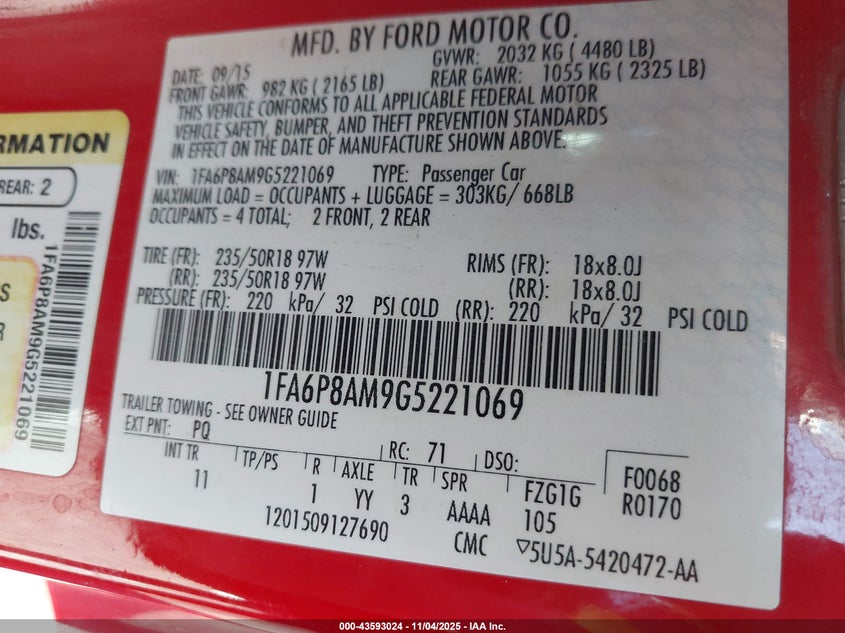 MFD. BY FORD MOTOR CO.
DATE: 09/15 GVWR: 2032 KG ( 4480 LB)
FRONT GAWR: 982 KG ( 2165 LB) REAR GAWR: 1055 KG ( 2325 LB)
THIS VEHICLE CONFORMS TO ALL APPLICABLE FEDERAL MOTOR
VEHICLE SAFETY, BUMPER, AND THEFT PREVENTION STANDARDS
IN EFFECT ON THE DATE OF MANUFACTURE SHOWN ABOVE.
VIN: 1FA6P8AM9G5221069 TYPE: Passenger Car
MAXIMUM LOAD = OCCUPANTS + LUGGAGE = 303KG/ 668LB
OCCUPANTS = 4 TOTAL; 2 FRONT, 2 REAR
TIRE (FR): 235/50R18 97W RIMS (FR): 18x8.0J
(RR): 235/50R18 97W (RR): 18x8.0J
PRESSURE (FR): 220 kPa/ 32 PSI COLD (RR): 220 kPa/ 32 PSI COLD
1FA6P8AM9G5221069
TRAILER TOWING - SEE OWNER GUIDE
EXT PNT: PQ RC: 71 DSO: F0068
R0170
INT TR TP/PS R AXLE TR SPR FZG1G
11 1 YY 3 AAAA 105
1201509127690 CMC ▽5U5A-5420472-AA
RMATION
REAR: 2
lbs.
S
R
1FA6P8AM9G5221069
000-43593024 - 11/04/2025 - IAA Inc.